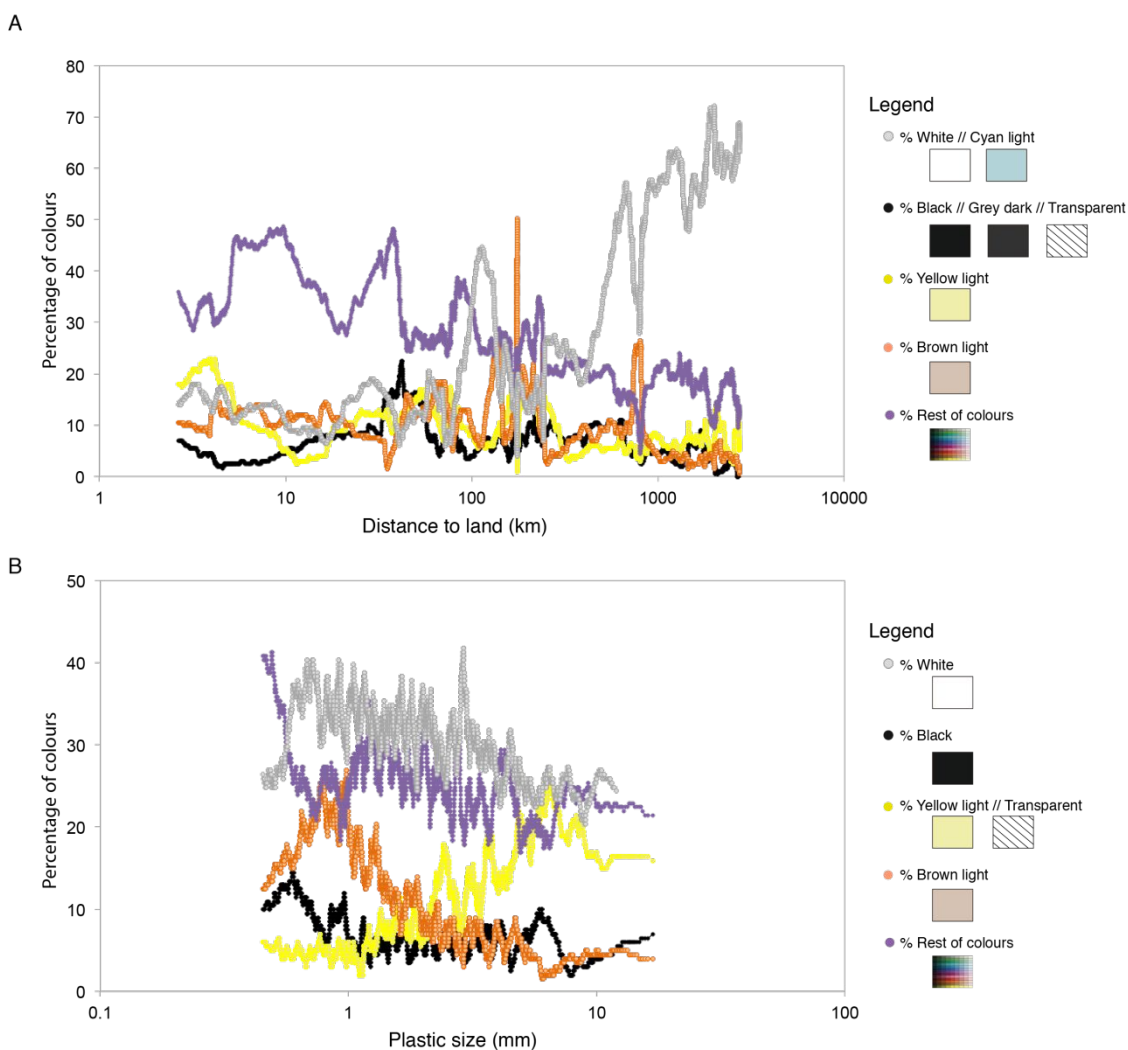 A
80
70
60
50
40
30
20
10
0
Percentage of colours
1
10
100
1000
10000
Distance to land (km)
Legend
% White // Cyan light
% Black // Grey dark // Transparent
% Yellow light
% Brown light
% Rest of colours
B
50
40
30
20
10
0
Percentage of colours
0.1
1
10
100
Plastic size (mm)
Legend
% White
% Black
% Yellow light // Transparent
% Brown light
% Rest of colours